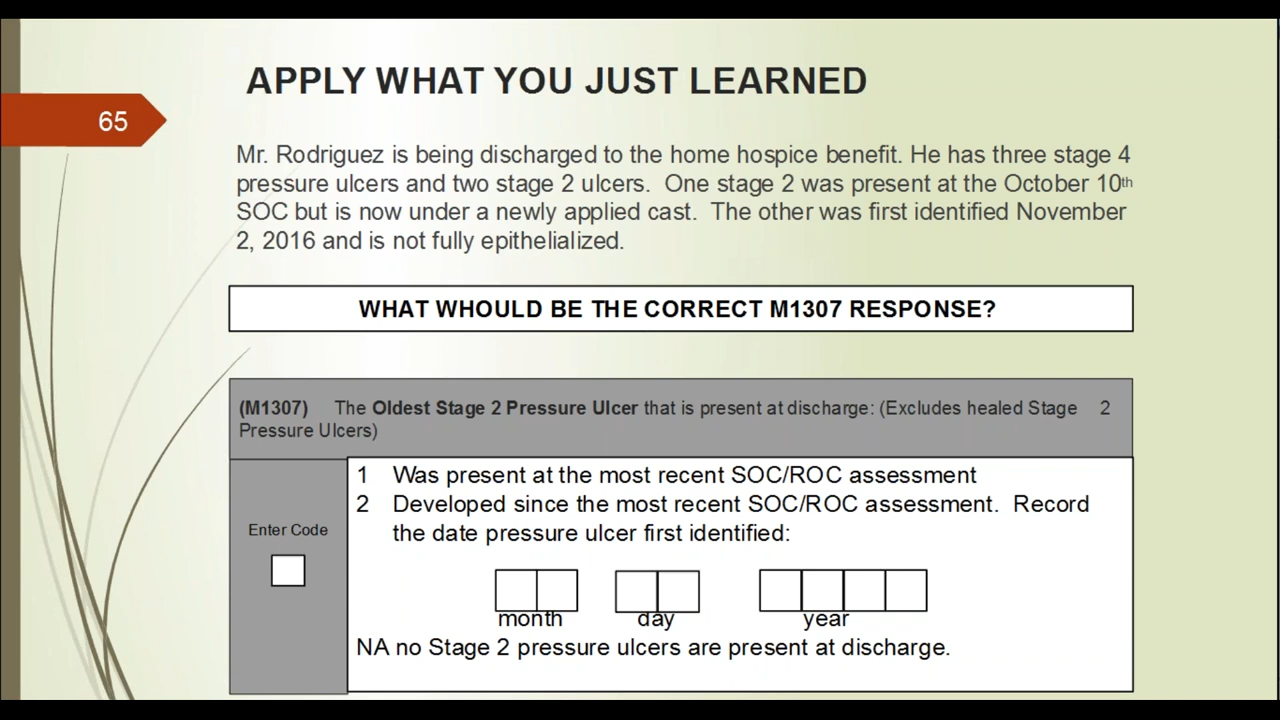 APPLY WHAT YOU JUST LEARNED
65
Mr. Rodriguez is being discharged to the home hospice benefit. He has three stage 4
pressure ulcers and two stage 2 ulcers. One stage 2 was present at the October 10th
SOC but is now under a newly applied cast. The other was first identified November
2, 2016 and is not fully epithelialized.
WHAT WHOULD BE THE CORRECT M1307 RESPONSE?
(M1307) The Oldest Stage 2 Pressure Ulcer that is present at discharge: (Excludes healed Stage 2
Pressure Ulcers)
Enter Code
1 Was present at the most recent SOC/ROC assessment
2 Developed since the most recent SOC/ROC assessment. Record
the date pressure ulcer first identified:
month day year
NA no Stage 2 pressure ulcers are present at discharge.